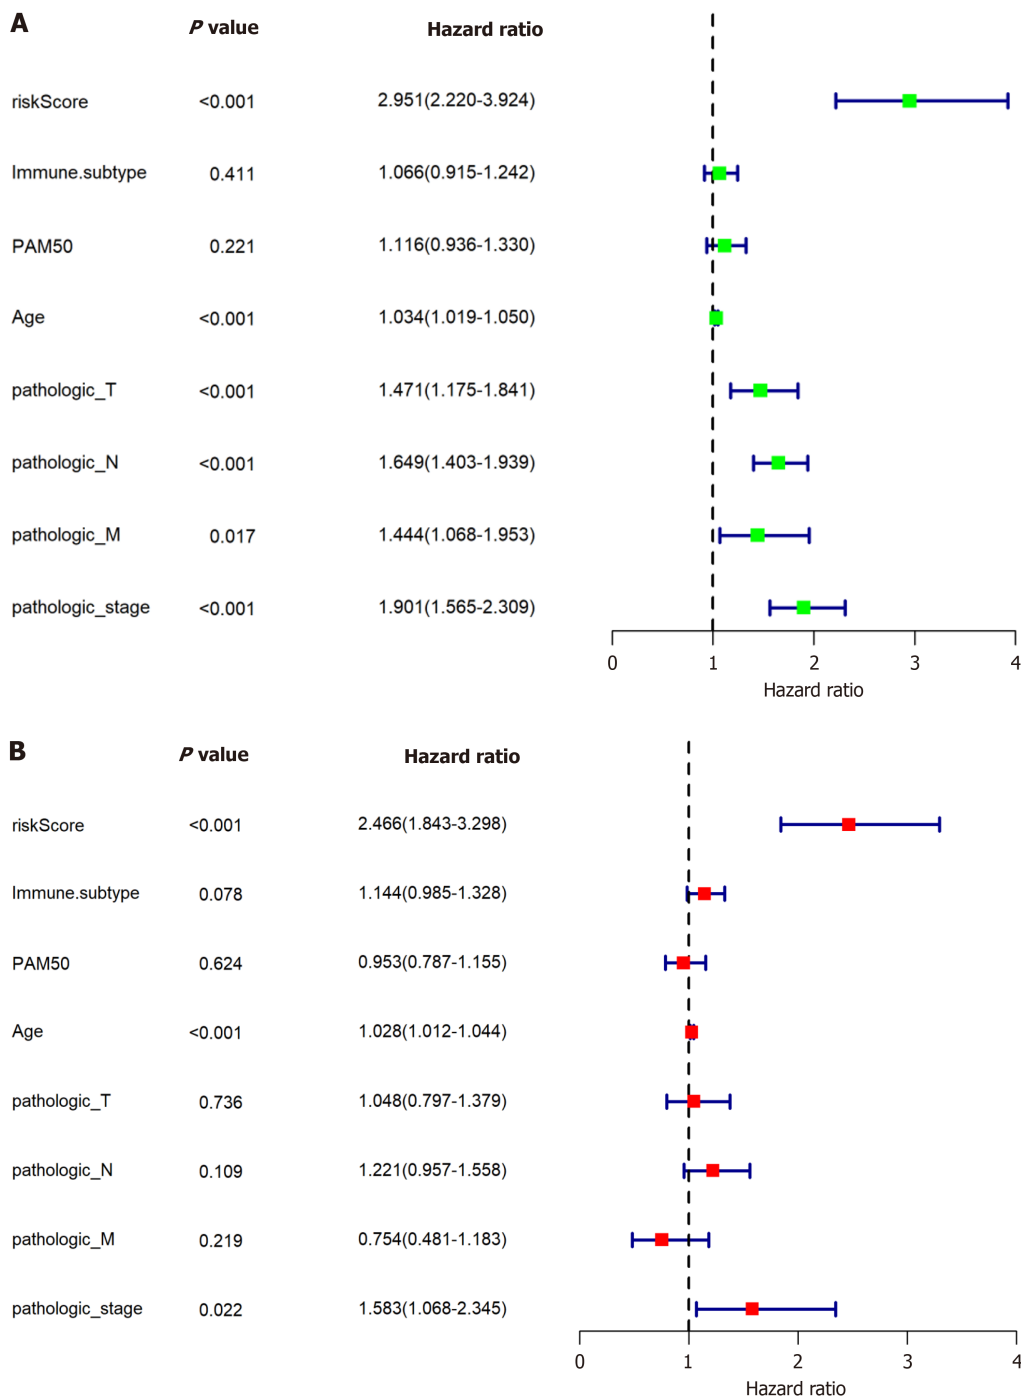 A
P value Hazard ratio
riskScore <0.001 2.951(2.220-3.924)
Immune.subtype 0.411 1.066(0.915-1.242)
PAM50 0.221 1.116(0.936-1.330)
Age <0.001 1.034(1.019-1.050)
pathologic_T <0.001 1.471(1.175-1.841)
pathologic_N <0.001 1.649(1.403-1.939)
pathologic_M 0.017 1.444(1.068-1.953)
pathologic_stage <0.001 1.901(1.565-2.309)
0 1 2 3 4
Hazard ratio
B
P value Hazard ratio
riskScore <0.001 2.466(1.843-3.298)
Immune.subtype 0.078 1.144(0.985-1.328)
PAM50 0.624 0.953(0.787-1.155)
Age <0.001 1.028(1.012-1.044)
pathologic_T 0.736 1.048(0.797-1.379)
pathologic_N 0.109 1.221(0.957-1.558)
pathologic_M 0.219 0.754(0.481-1.183)
pathologic_stage 0.022 1.583(1.068-2.345)
0 1 2 3 4
Hazard ratio